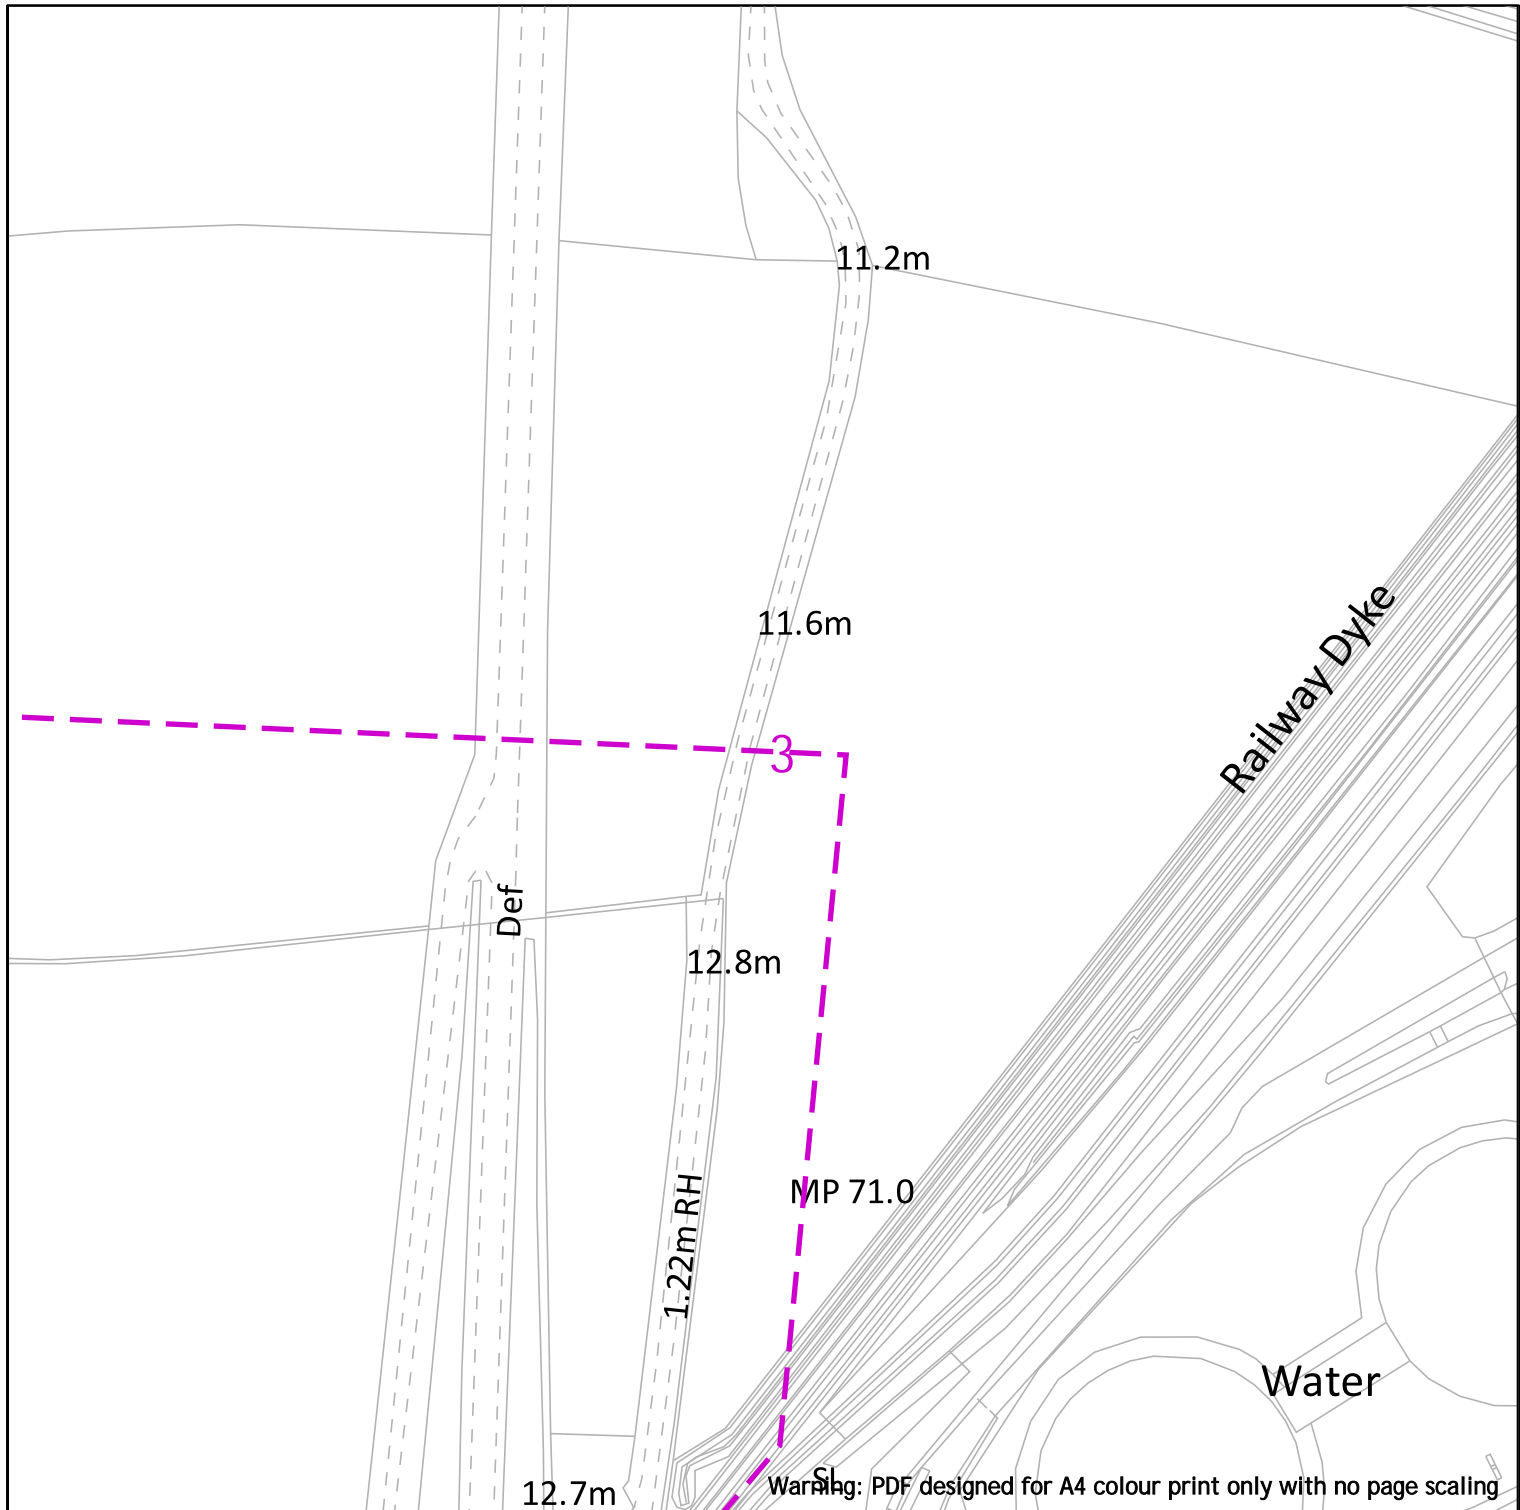 11.2m
11.6m
Railway Dyke
3
Def
12.8m
MP 71.0
1.22m RH
Water
SL
Warning: PDF designed for A4 colour print only with no page scaling
12.7m